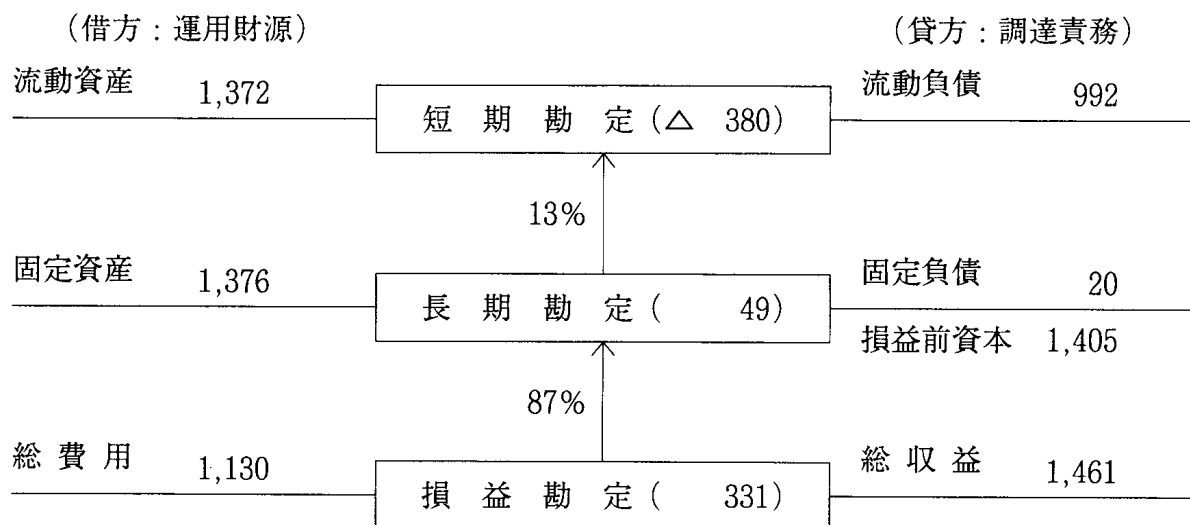 （借方：運用財源） （貸方：調達責務）
流動資産 1,372 短期勘定（△ 380） 流動負債 992
13%
固定資産 1,376 長期勘定（ 49） 固定負債 20
損益前資本 1,405
87%
総費用 1,130 損益勘定（ 331） 総収益 1,461